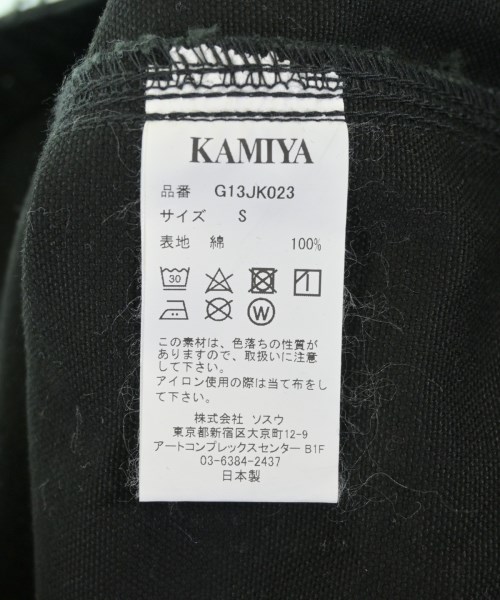 KAMIYA
品番 G13JK023
サイズ S
表地 綿 100%
30
W
この素材は、色落ちの性質が
ありますので、取扱いに注意
して下さい。
アイロン使用の際は当て布をし
て下さい。
株式会社 ソスウ
東京都新宿区大京町12-9
アートコンプレックスセンター B1F
03-6384-2437
日本製